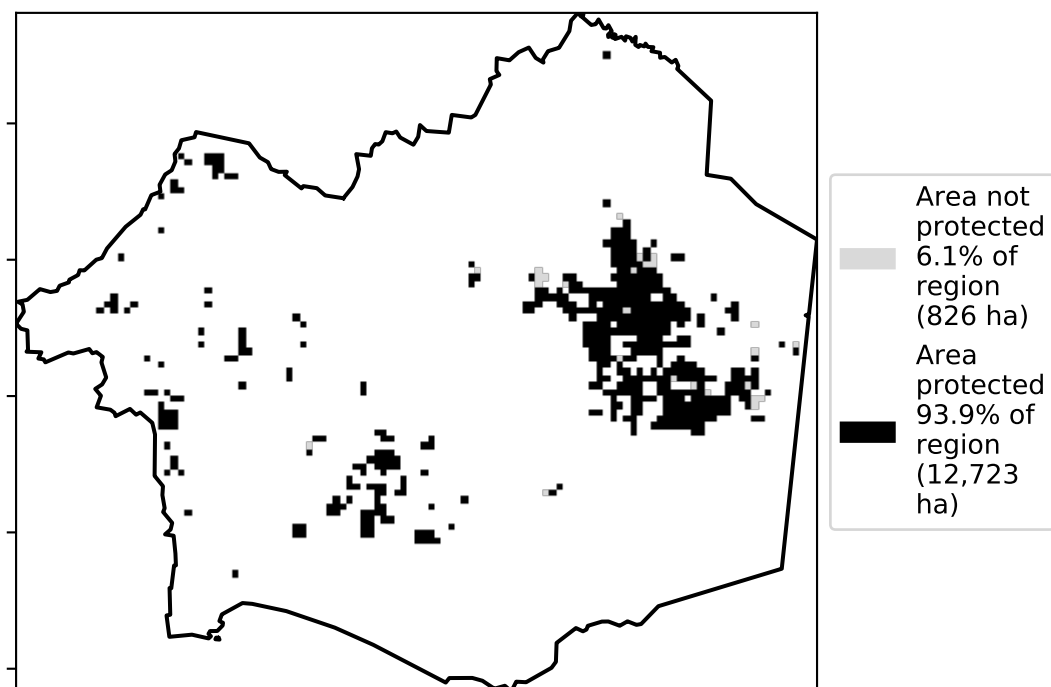 Area not
protected
6.1% of
region
(826 ha)
Area
protected
93.9% of
region
(12,723
ha)